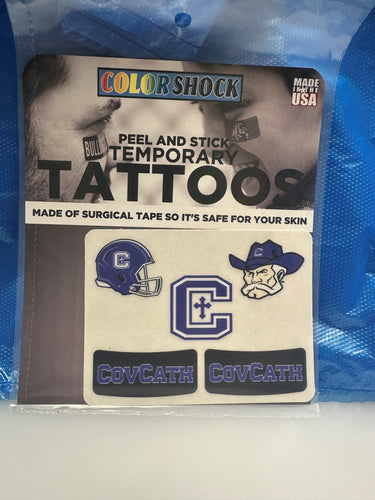 COLORSHOCK
MADE
IN THE
USA
BULL
PEEL AND STICK
TEMPORARY
TATTOOS
MADE OF SURGICAL TAPE SO IT'S SAFE FOR YOUR SKIN
C
C
C
COVCATH
COVCATH